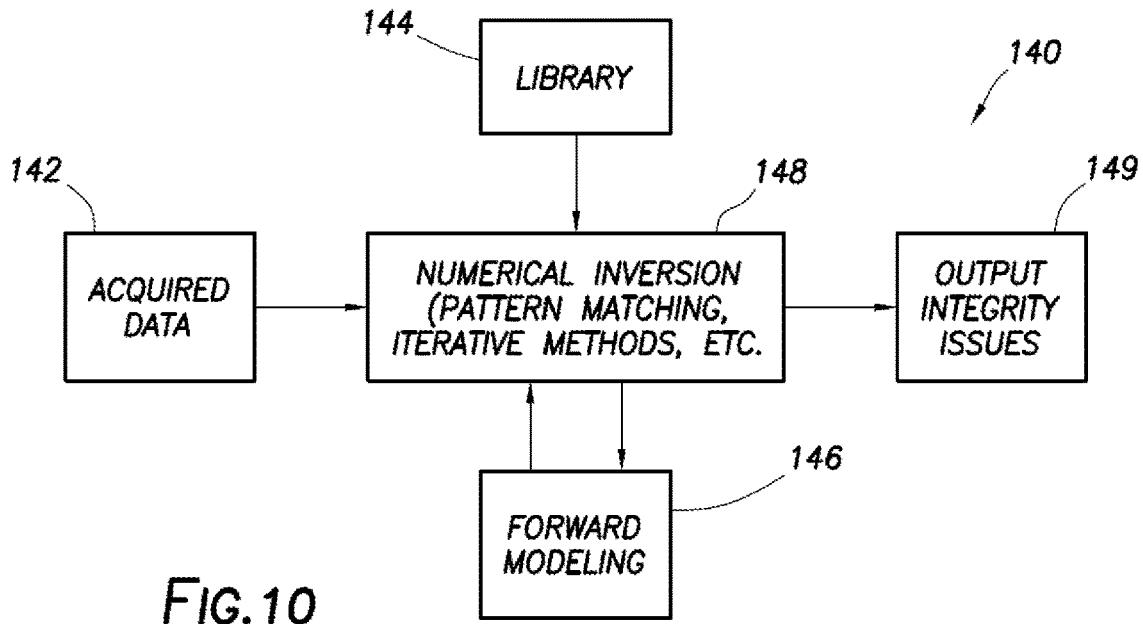 144
LIBRARY
140
142
148
149
ACQUIRED
DATA
NUMERICAL INVERSION
(PATTERN MATCHING,
ITERATIVE METHODS, ETC.
OUTPUT
INTEGRITY
ISSUES
146
FORWARD
MODELING
FIG.10